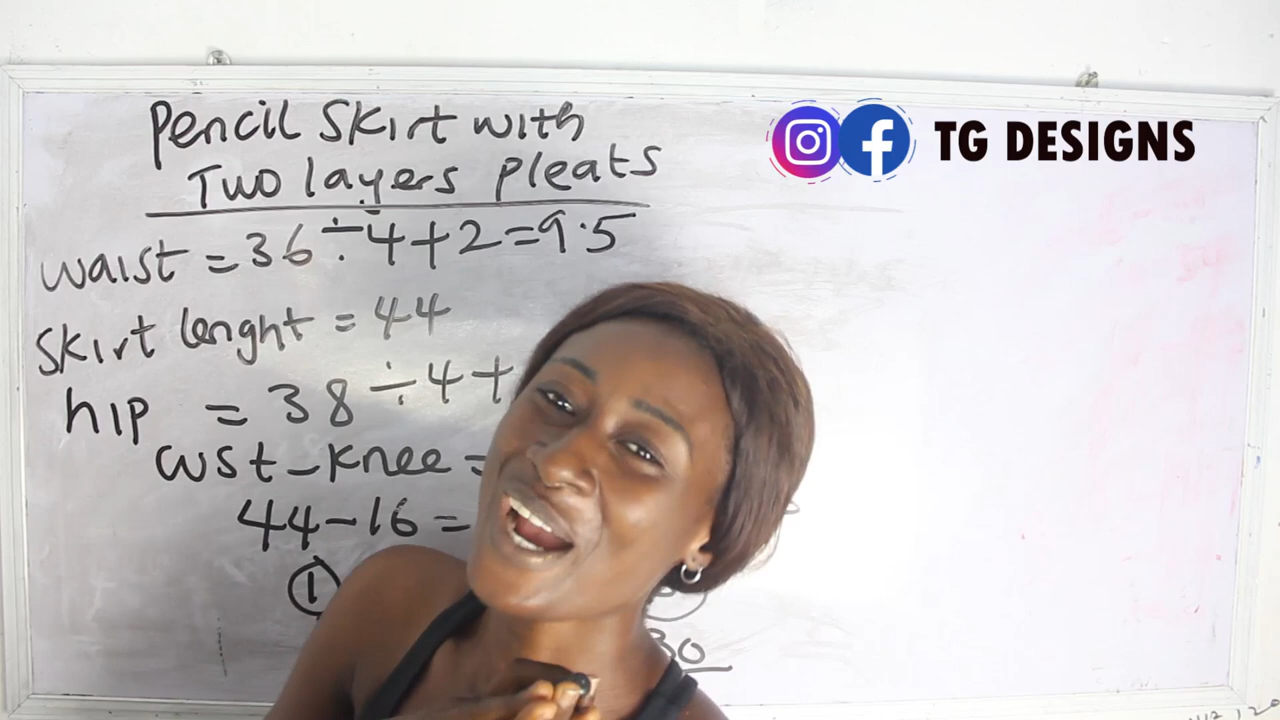 Pencil Skirt with
Two layers pleats
waist = 36 ÷ 4 + 2 = 9.5
Skirt lenght = 44
hip = 38 ÷ 4 +
wst - knee =
44 - 16 =
1
30
TG DESIGNS